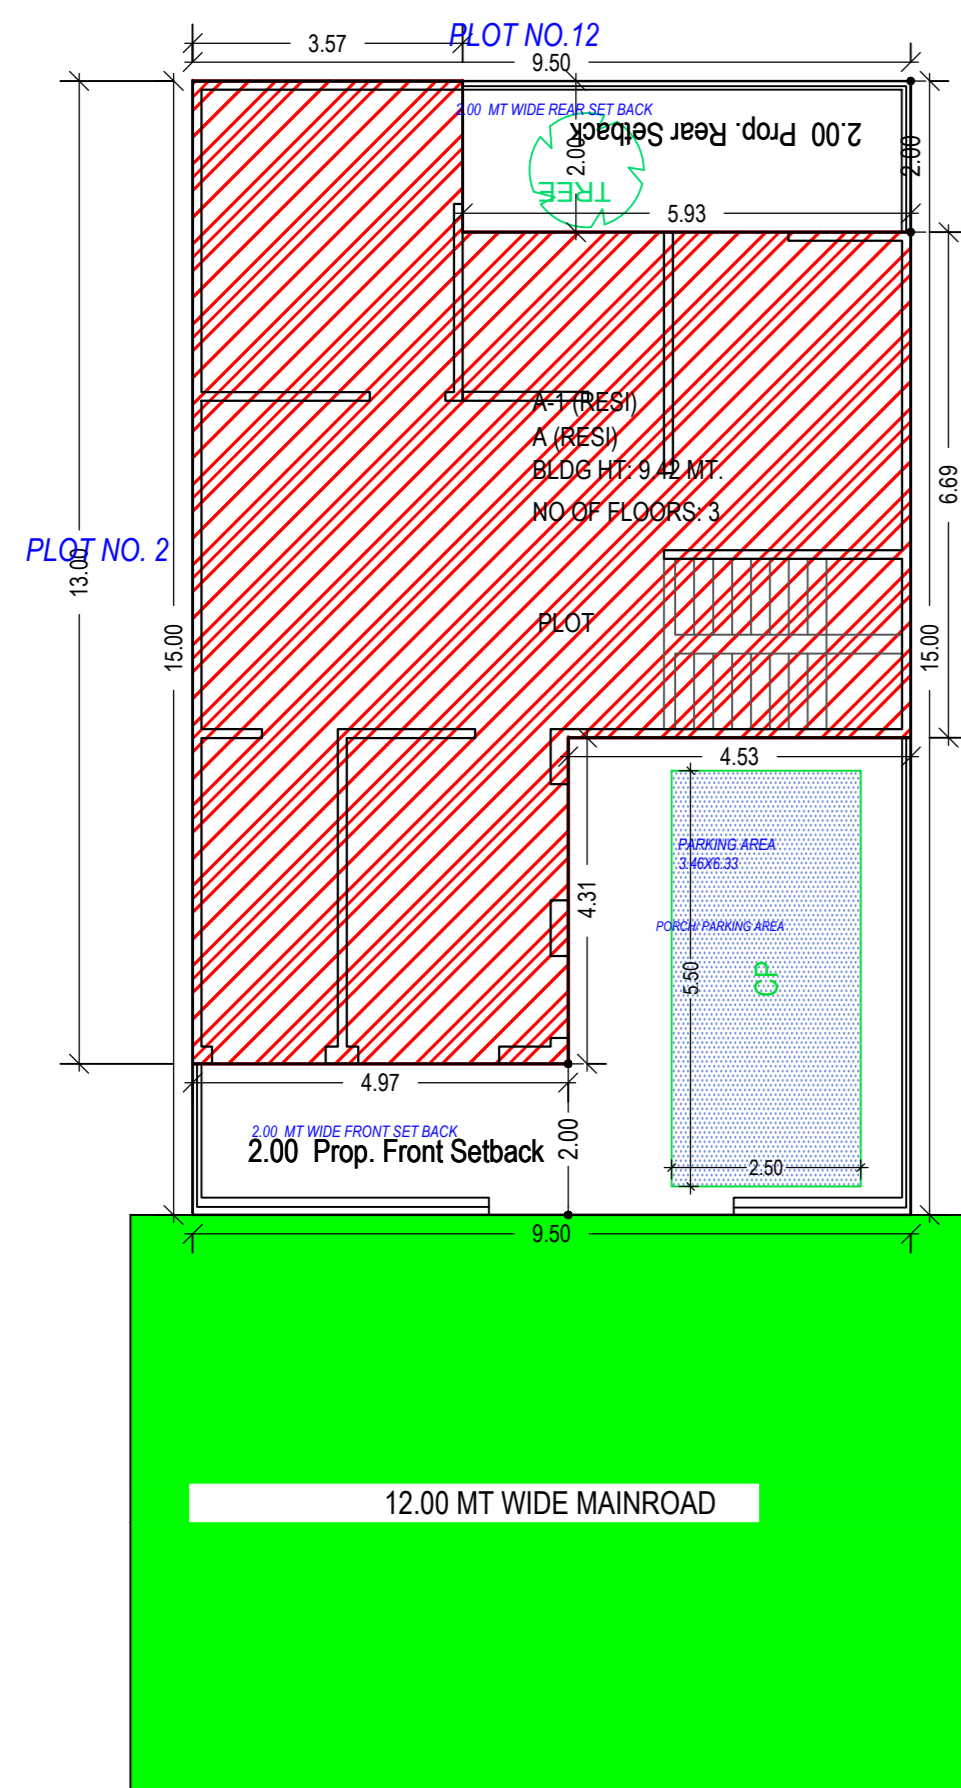 PLOT NO.12
3.57
9.50
2.00 MT WIDE REAR SET BACK
2.00 Prop. Rear Setback
2.00
2.00
TREE
5.93
A-1 (RESI)
A (RESI)
BLDG HT: 9.42 MT.
NO OF FLOORS: 3
6.69
PLOT NO. 2
13.00
15.00
PLOT
15.00
4.53
PARKING AREA
3.46X6.33
4.31
PORCH/ PARKING AREA
5.50
CP
4.97
2.00 MT WIDE FRONT SET BACK
2.00 Prop. Front Setback
2.00
2.50
9.50
12.00 MT WIDE MAINROAD